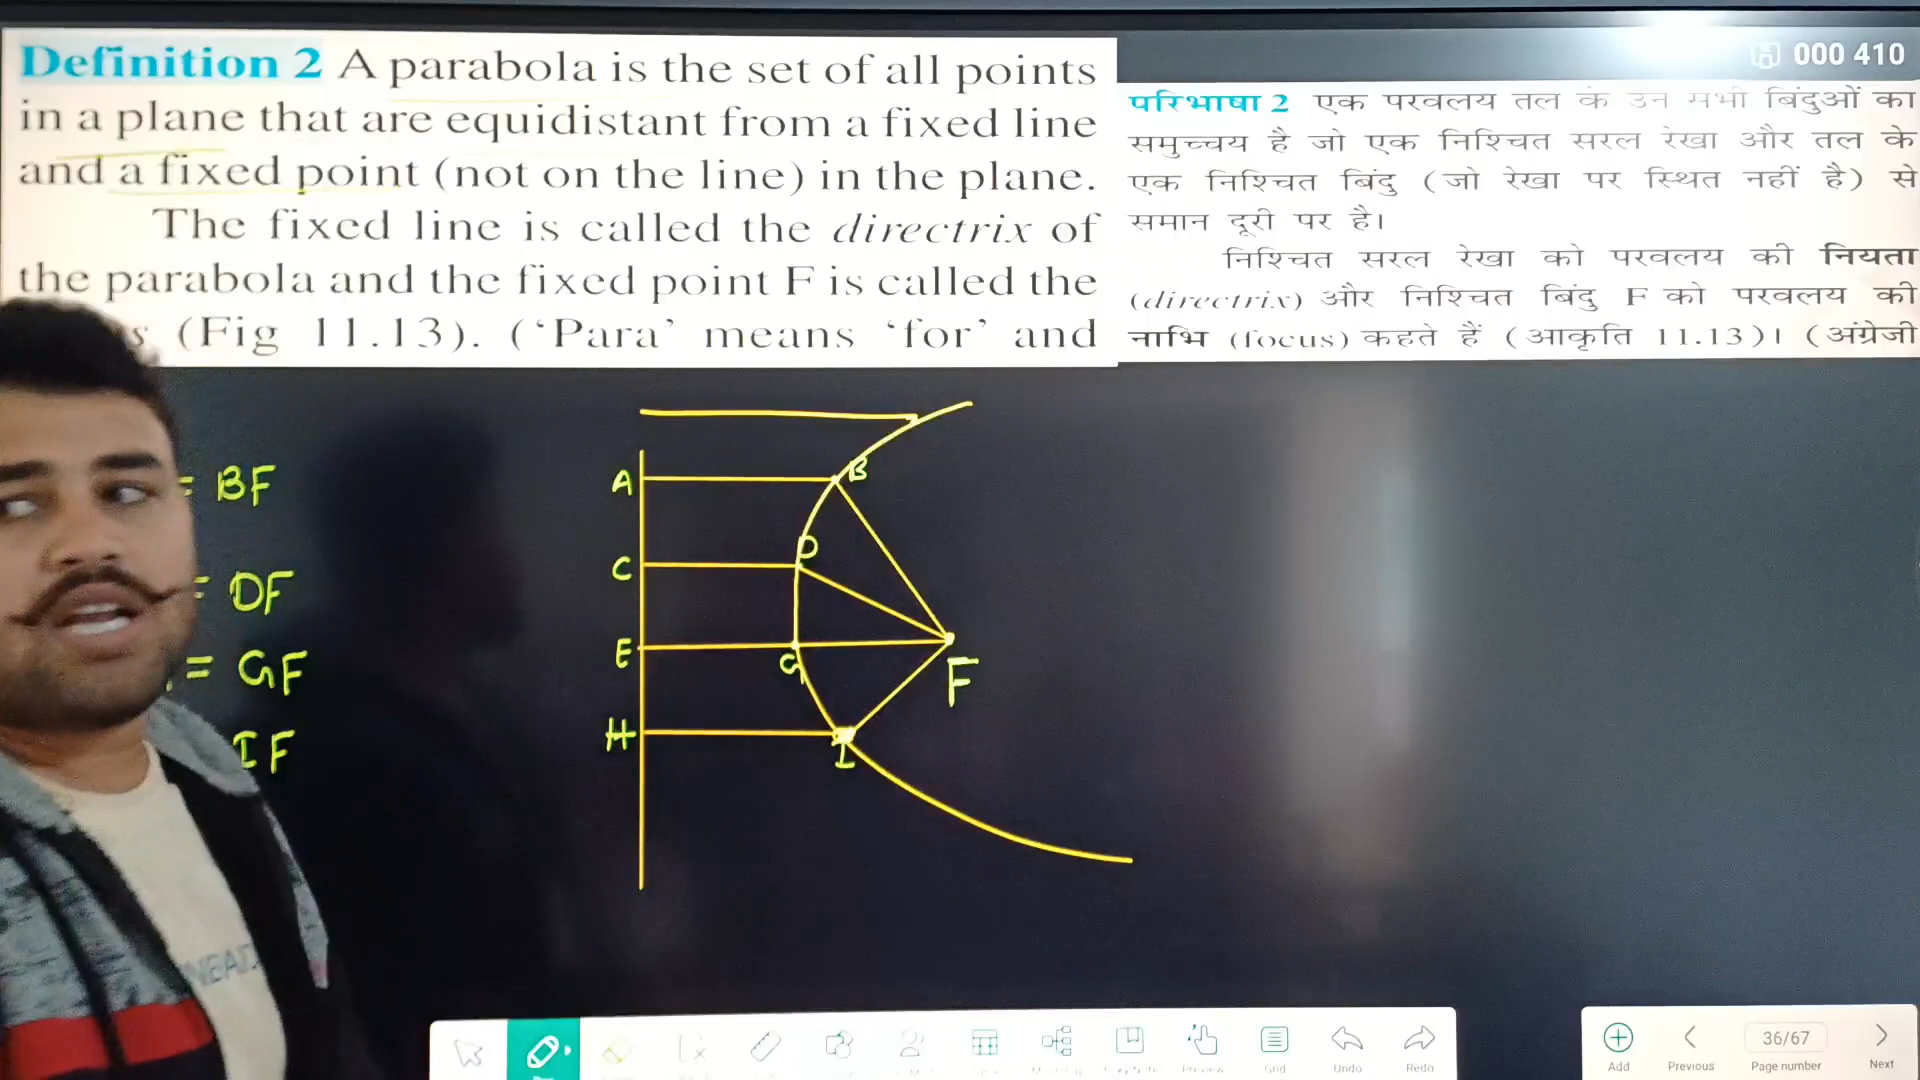 Definition 2 A parabola is the set of all points
in a plane that are equidistant from a fixed line
and a fixed point (not on the line) in the plane.
The fixed line is called the directrix of
the parabola and the fixed point F is called the
(Fig 11.13). (‘Para’ means ‘for’ and
000 410
परिभाषा 2 एक परवलय तल के उन सभी बिंदुओं का
समुच्चय है जो एक निश्चित सरल रेखा और तल के
एक निश्चित बिंदु (जो रेखा पर स्थित नहीं है) से
समान दूरी पर है।
निश्चित सरल रेखा को परवलय की नियता
(directrix) और निश्चित बिंदु F को परवलय की
नाभि (focus) कहते हैं (आकृति 11.13)। (अंग्रेजी
= BF
= DF
= GF
IF
A
B
C
D
E
G
F
H
I
Undo
Redo
Add
Previous
36/67
Page number
Next
Grid